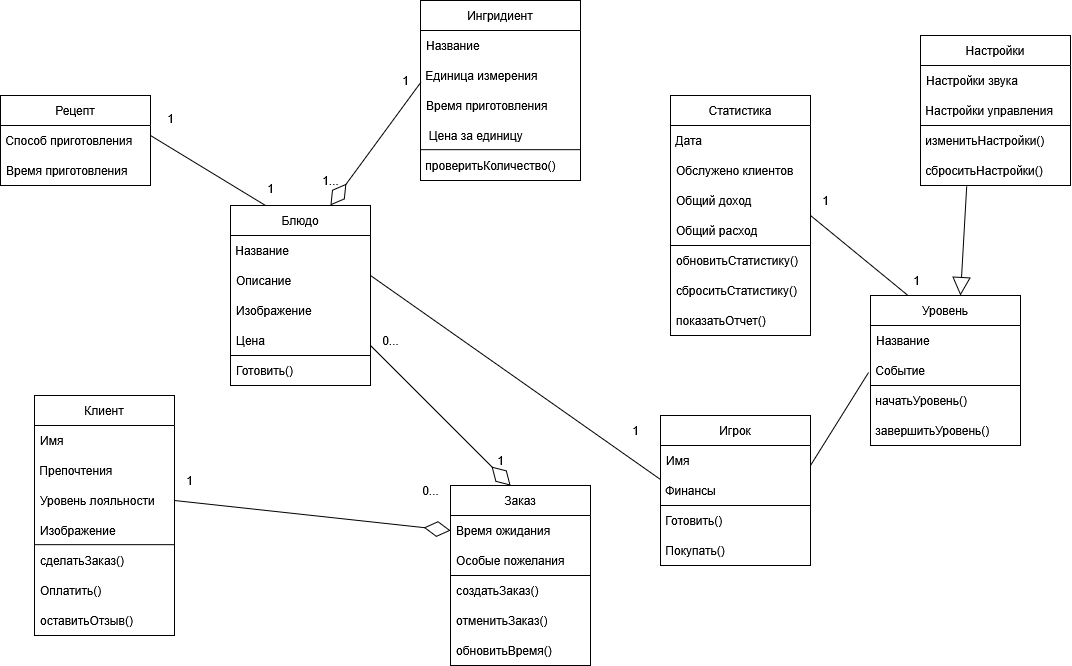 Ингридиент
Название
Единица измерения
Время приготовления
Цена за единицу
проверитьКоличество()
1
1...
Рецепт
Способ приготовления
Время приготовления
1
1
Блюдо
Название
Описание
Изображение
Цена
Готовить()
0...
1
Клиент
Имя
Препочтения
Уровень лояльности
Изображение
сделатьЗаказ()
Оплатить()
оставитьОтзыв()
1
0...
Заказ
Время ожидания
Особые пожелания
создатьЗаказ()
отменитьЗаказ()
обновитьВремя()
1
Игрок
Имя
Финансы
Готовить()
Покупать()
Статистика
Дата
Обслужено клиентов
Общий доход
Общий расход
обновитьСтатистику()
сброситьСтатистику()
показатьОтчет()
1
1
Настройки
Настройки звука
Настройки управления
изменитьНастройки()
сброситьНастройки()
Уровень
Название
Событие
начатьУровень()
завершитьУровень()